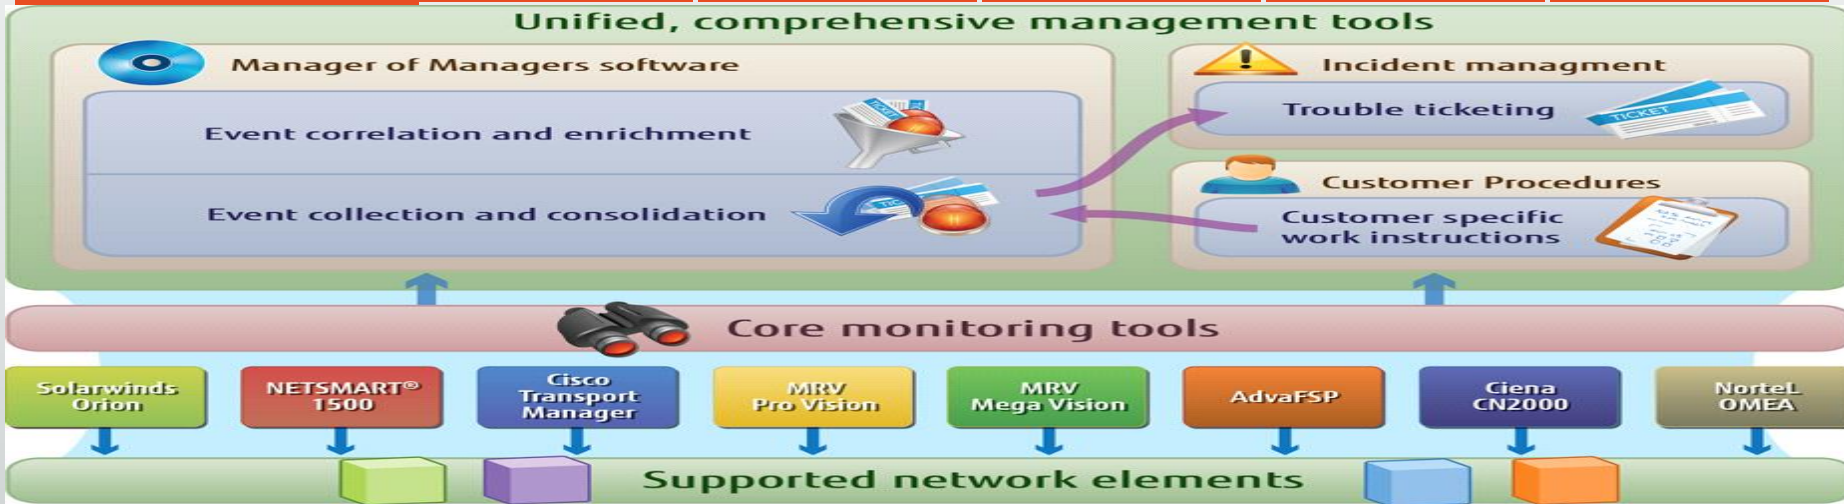 Unified, comprehensive management tools
Manager of Managers software
Event correlation and enrichment
Event collection and consolidation
Incident managment
Trouble ticketing
TICKET
Customer Procedures
Customer specific
work instructions
Core monitoring tools
Solarwinds
Orion
NETSMART®
1500
Cisco
Transport
Manager
MRV
Pro Vision
MRV
Mega Vision
AdvaFSP
Ciena
CN2000
Nortel
OMEA
Supported network elements